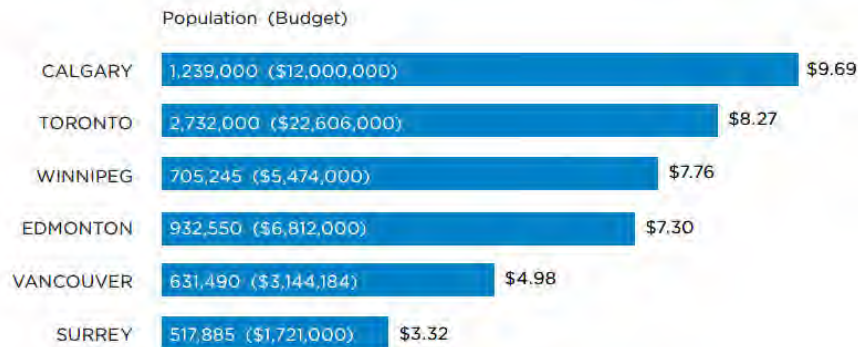 Population (Budget)
CALGARY 1,239,000 ($12,000,000) $9.69
TORONTO 2,732,000 ($22,606,000) $8.27
WINNIPEG 705,245 ($5,474,000) $7.76
EDMONTON 932,550 ($6,812,000) $7.30
VANCOUVER 631,490 ($3,144,184) $4.98
SURREY 517,885 ($1,721,000) $3.32